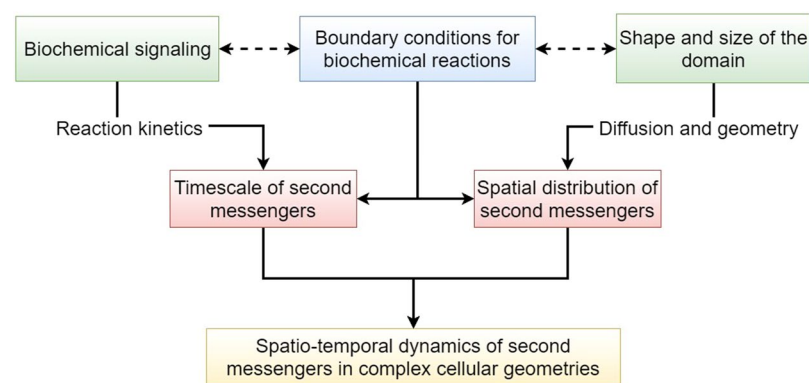 Biochemical signaling
Boundary conditions for
biochemical reactions
Shape and size of the
domain
Reaction kinetics
Diffusion and geometry
Timescale of second
messengers
Spatial distribution of
second messengers
Spatio-temporal dynamics of second
messengers in complex cellular geometries